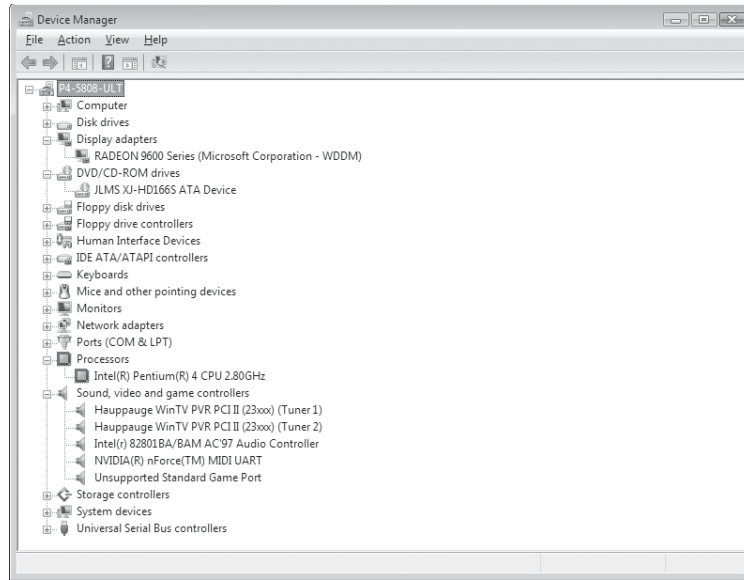 Device Manager
File Action View Help
P4-5808-ULT
Computer
Disk drives
Display adapters
RADEON 9600 Series (Microsoft Corporation - WDDM)
DVD/CD-ROM drives
JLMS XJ-HD166S ATA Device
Floppy disk drives
Floppy drive controllers
Human Interface Devices
IDE ATA/ATAPI controllers
Keyboards
Mice and other pointing devices
Monitors
Network adapters
Ports (COM & LPT)
Processors
Intel(R) Pentium(R) 4 CPU 2.80GHz
Sound, video and game controllers
Hauppauge WinTV PVR PCI II (23xxx) (Tuner 1)
Hauppauge WinTV PVR PCI II (23xxx) (Tuner 2)
Intel(r) 82801BA/BAM AC'97 Audio Controller
NVIDIA(R) nForce(TM) MIDI UART
Unsupported Standard Game Port
Storage controllers
System devices
Universal Serial Bus controllers